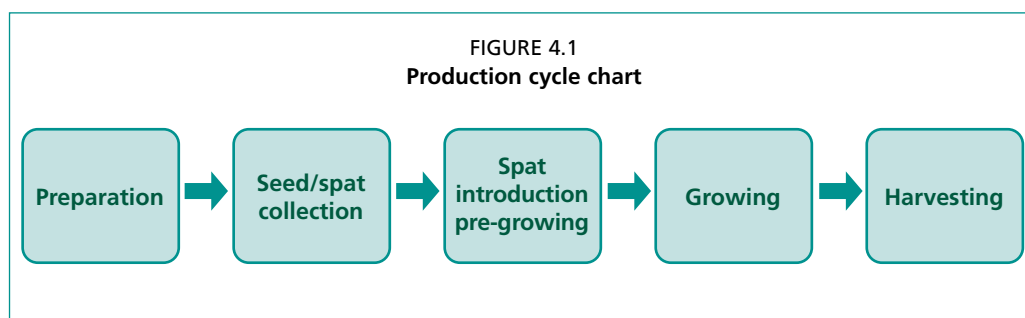 FIGURE 4.1
Production cycle chart
Preparation
Seed/spat
collection
Spat
introduction
pre-growing
Growing
Harvesting